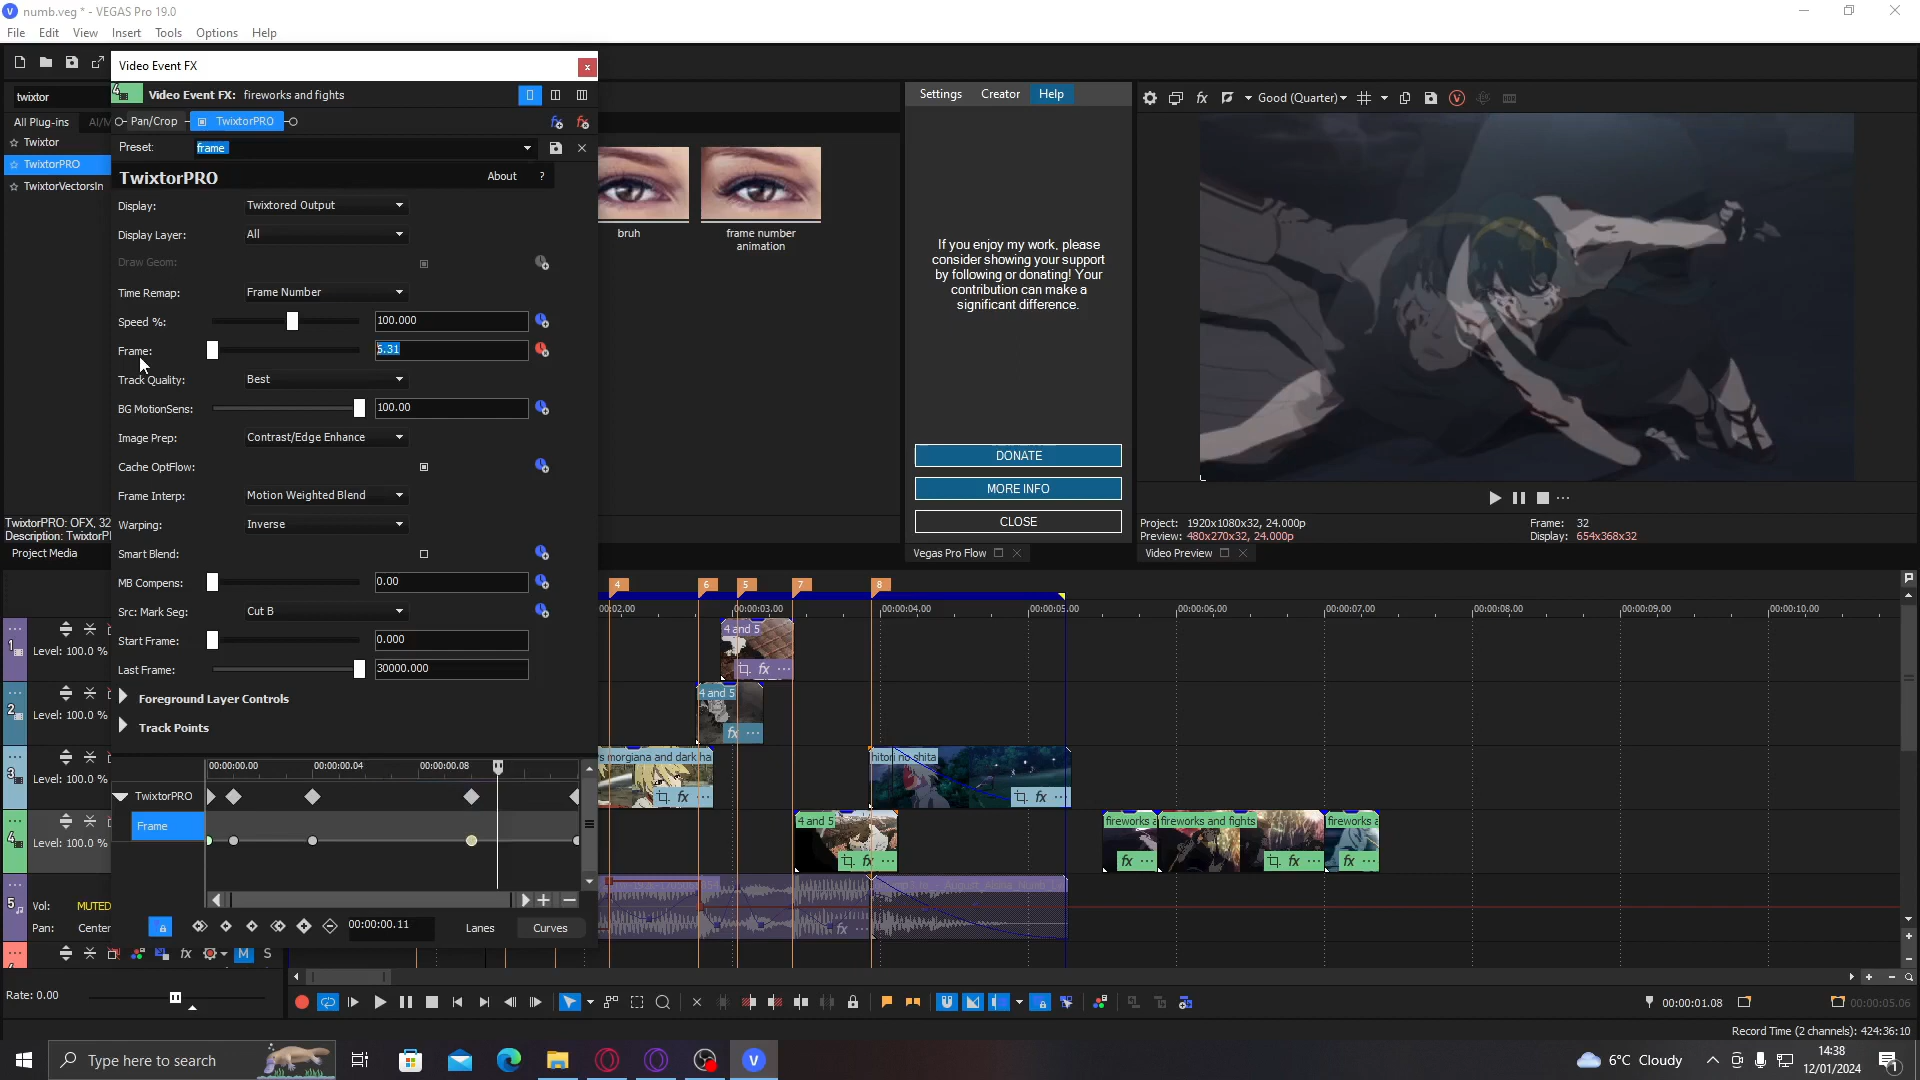 numb.veg * - VEGAS Pro 19.0
File Edit View Insert Tools Options Help
Video Event FX
twixtor
Video Event FX: fireworks and fights
All Plug-ins
Pan/Crop TwixtorPRO
Twixtor
TwixtorPRO
TwixtorVectorsIn
Preset: frame
TwixtorPRO About ?
Display: Twixtored Output
Display Layer: All
Draw Geom:
Time Remap: Frame Number
Speed %: 100.000
Frame: 5.31
Track Quality: Best
BG MotionSens: 100.00
Image Prep: Contrast/Edge Enhance
Cache OptFlow:
Frame Interp: Motion Weighted Blend
Warping: Inverse
Smart Blend:
MB Compens: 0.00
Src: Mark Seg: Cut B
Start Frame: 0.000
Last Frame: 30000.000
Foreground Layer Controls
Track Points
TwixtorPRO: OFX, 32
Description: TwixtorP
Project Media
bruh
frame number
animation
Settings Creator Help
If you enjoy my work, please
consider showing your support
by following or donating! Your
contribution can make a
significant difference.
DONATE
MORE INFO
CLOSE
Vegas Pro Flow
Good (Quarter)
Project: 1920x1080x32, 24.000p
Preview: 480x270x32, 24.000p
Frame: 32
Display: 654x368x32
Video Preview
4 6 5 7 8
00:02.00 00:00:03.00 00:00:04.00 00:00:05.00 00:00:06.00 00:00:07.00 00:00:08.00 00:00:09.00 00:00:10.00
1
Level: 100.0 %
4 and 5
2
Level: 100.0 %
4 and 5
3
Level: 100.0 %
s morgiana and dark ha
hitori no shita
4
Level: 100.0 %
4 and 5
fireworks a
fireworks and fights
fireworks a
5
Vol: MUTED
Pan: Center
00:00:00.00 00:00:00.04 00:00:00.08
TwixtorPRO
Frame
00:00:00.11 Lanes Curves
M S
Rate: 0.00
00:00:01.08
00:00:05.06
Record Time (2 channels): 424:36:10
Type here to search
6°C Cloudy
14:38
12/01/2024
1